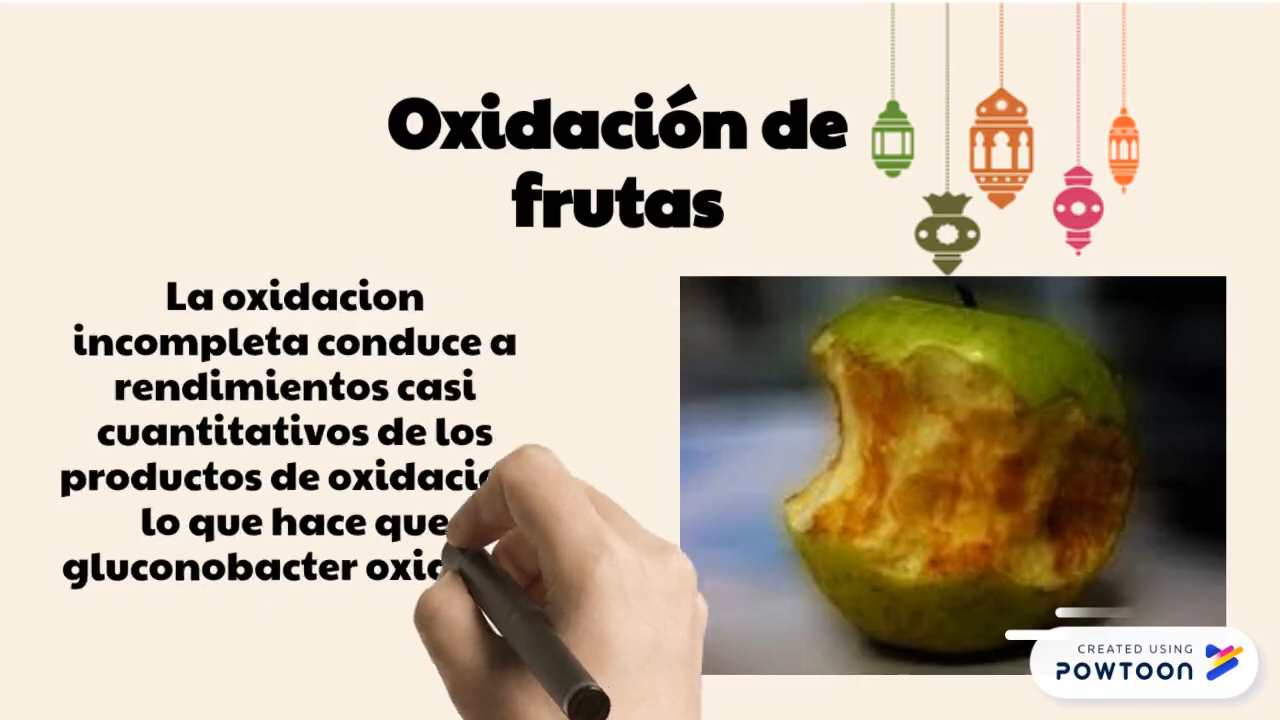 Oxidación de
frutas
La oxidacion
incompleta conduce a
rendimientos casi
cuantitativos de los
productos de
lo que hace que
gluconobacter
CREATED USING
POWTOON